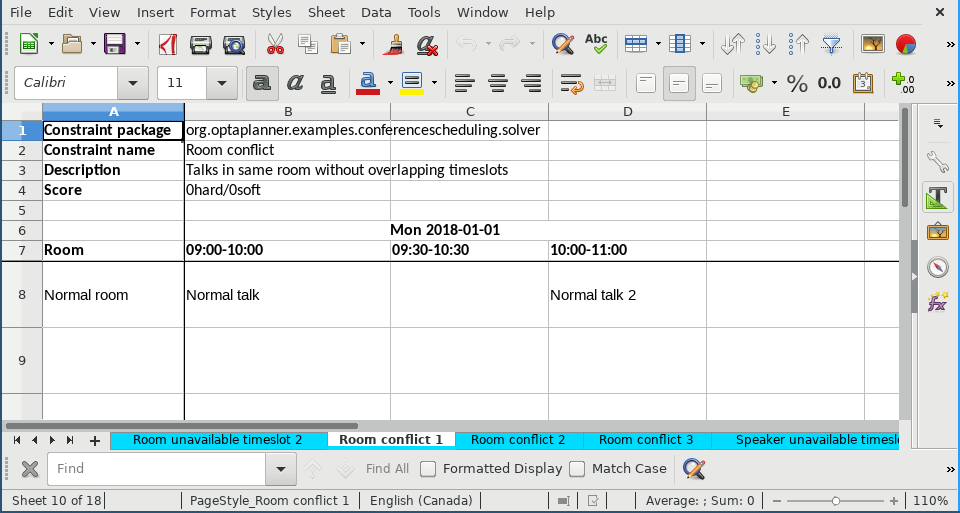 File Edit View Insert Format Styles Sheet Data Tools Window Help
Abc
Calibri 11 a a a a % 0.0 3 .00
A B C D E
1 Constraint package org.optaplanner.examples.conferencescheduling.solver
2 Constraint name Room conflict
3 Description Talks in same room without overlapping timeslots
4 Score 0hard/0soft
5
6 Mon 2018-01-01
7 Room 09:00-10:00 09:30-10:30 10:00-11:00
8 Normal room Normal talk Normal talk 2
9
Room unavailable timeslot 2 Room conflict 1 Room conflict 2 Room conflict 3 Speaker unavailable timesl
Find Find All Formatted Display Match Case
Sheet 10 of 18 PageStyle_Room conflict 1 English (Canada) Average: ; Sum: 0 110%